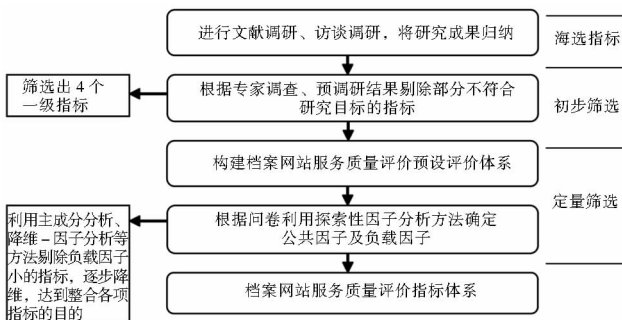 进行文献调研、访谈调研,将研究成果归纳
海选指标
筛选出4个
一级指标
根据专家调查、预调研结果剔除部分不符合
研究目标的指标
初步筛选
构建档案网站服务质量评价预设评价体系
定量筛选
利用主成分分析、
降维-因子分析等
方法剔除负载因子
小的指标,逐步降
维,达到整合各项
指标的目的
根据问卷利用探索性因子分析方法确定
公共因子及负载因子
档案网站服务质量评价指标体系